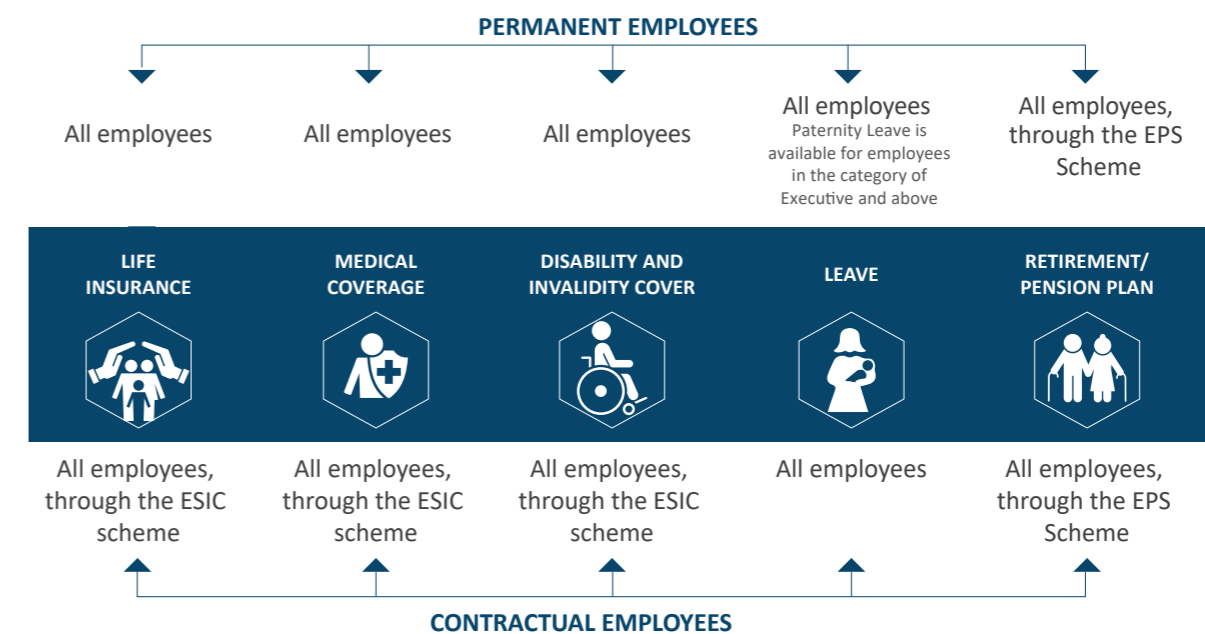 PERMANENT EMPLOYEES
All employees
All employees
All employees
All employees
Paternity Leave is
available for employees
in the category of
Executive and above
All employees,
through the EPS
Scheme
LIFE
INSURANCE
MEDICAL
COVERAGE
DISABILITY AND
INVALIDITY COVER
LEAVE
RETIREMENT/
PENSION PLAN
All employees,
through the ESIC
scheme
All employees,
through the ESIC
scheme
All employees,
through the ESIC
scheme
All employees
All employees,
through the EPS
Scheme
CONTRACTUAL EMPLOYEES